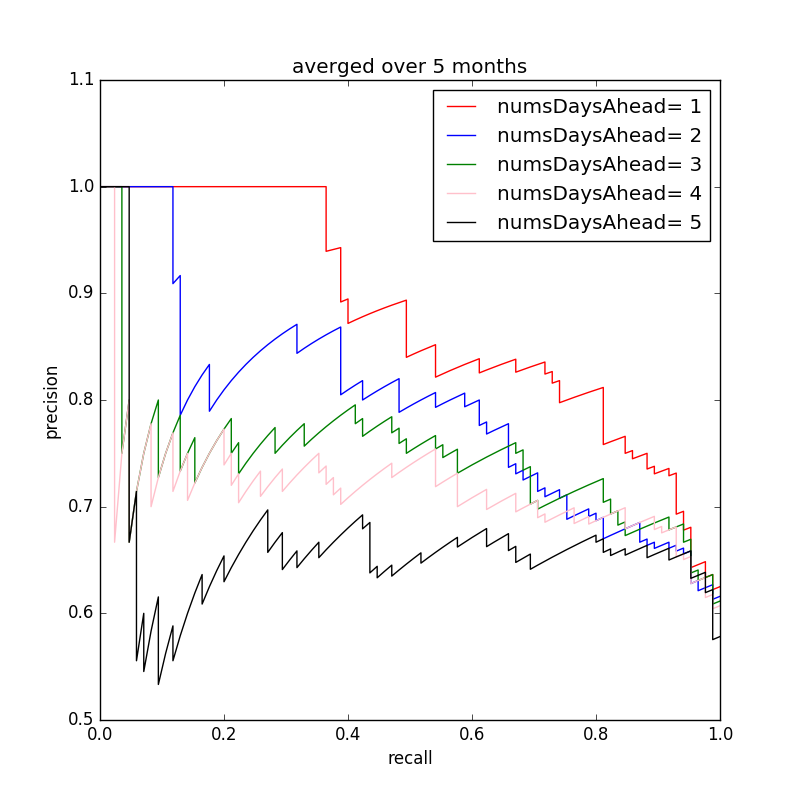 averged over 5 months
1.1
1.0
0.9
0.8
0.7
0.6
0.5
precision
numsDaysAhead= 1
numsDaysAhead= 2
numsDaysAhead= 3
numsDaysAhead= 4
numsDaysAhead= 5
0.0 0.2 0.4 0.6 0.8 1.0
recall